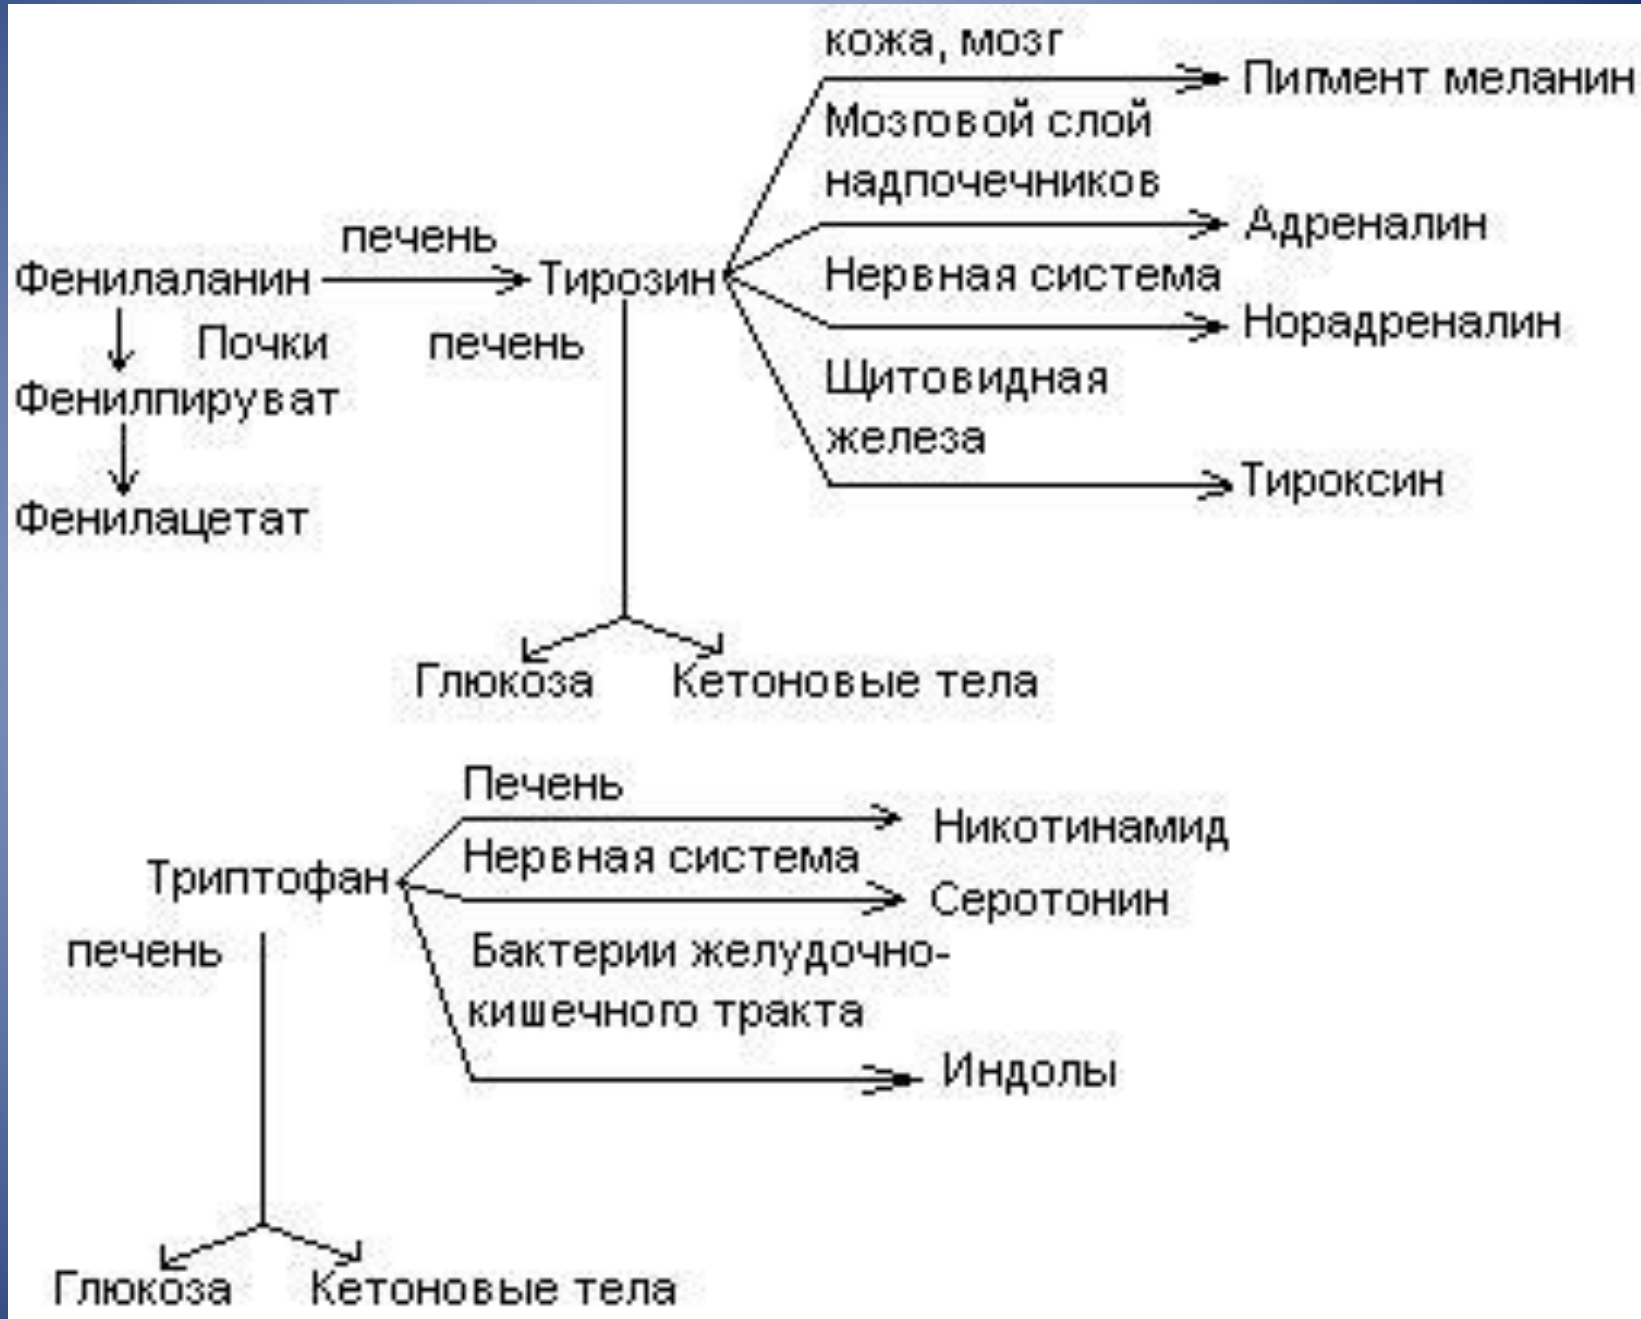 кожа, мозг
Пигмент меланин
Мозговой слой
надпочечников
Адреналин
печень
Фенилаланин
Тирозин
Нервная система
Норадреналин
Почки
печень
Фенилпируват
Щитовидная
железа
Тироксин
Фенилацетат
Глюкоза
Кетоновые тела
Печень
Никотинамид
Нервная система
Триптофан
Серотонин
печень
Бактерии желудочно-
кишечного тракта
Индолы
Глюкоза
Кетоновые тела